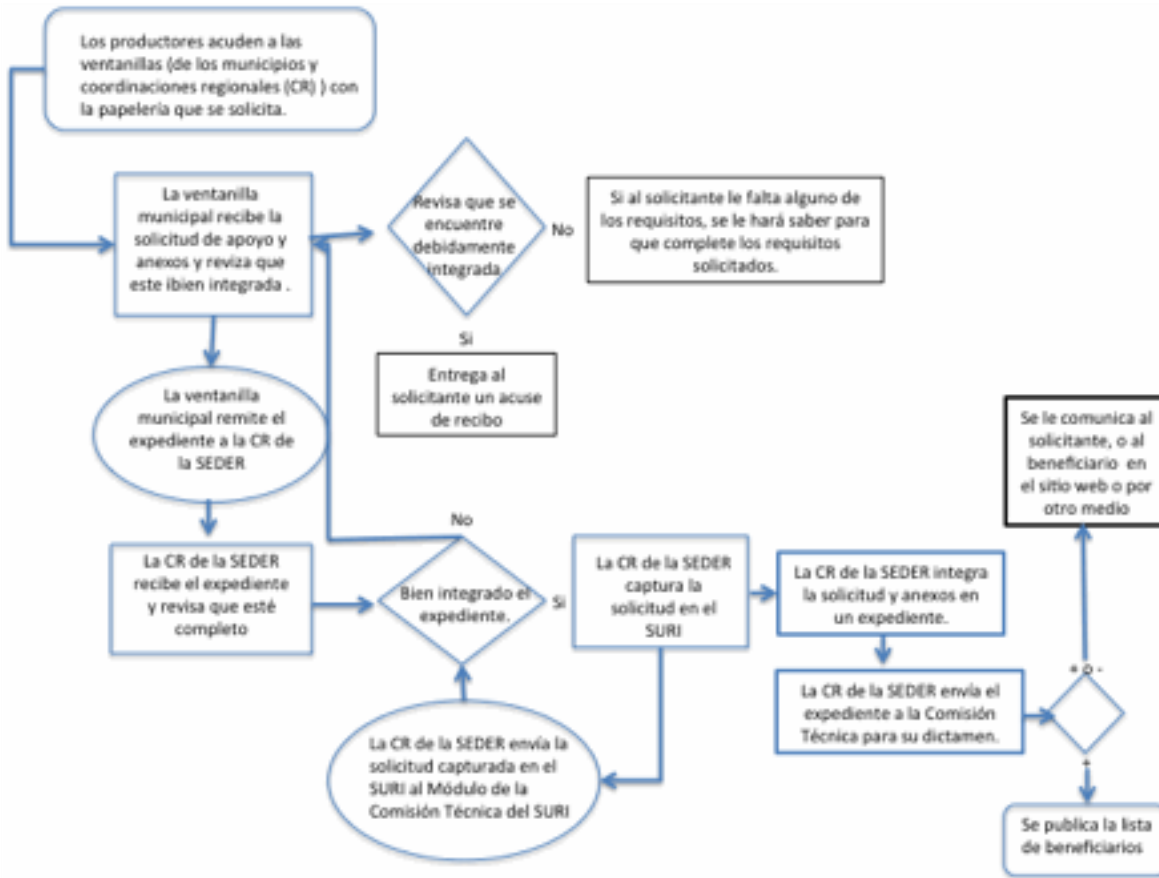 Los productores acuden a las
ventanillas (de los municipios y
coordinaciones regionales (CR) ) con
la papelería que se solicita.
La ventanilla
municipal recibe la
solicitud de apoyo y
anexos y reviza que
este ibien integrada .
Revisa que se
encuentre
debidamente
integrada.
No
Si al solicitante le falta alguno de
los requisitos, se le hará saber para
que complete los requisitos
solicitados.
Si
Entrega al
solicitante un acuse
de recibo
La ventanilla
municipal remite el
expediente a la CR de
la SEDER
La CR de la SEDER
recibe el expediente
y revisa que esté
completo
No
Bien integrado el
expediente.
Si
La CR de la SEDER
captura la
solicitud en el
SURI
La CR de la SEDER envía la
solicitud capturada en el
SURI al Módulo de la
Comisión Técnica del SURI
La CR de la SEDER integra
la solicitud y anexos en
un expediente.
La CR de la SEDER envía el
expediente a la Comisión
Técnica para su dictamen.
Se le comunica al
solicitante, o al
beneficiario en
el sitio web o por
otro medio
+ o -
+
Se publica la lista
de beneficiarios